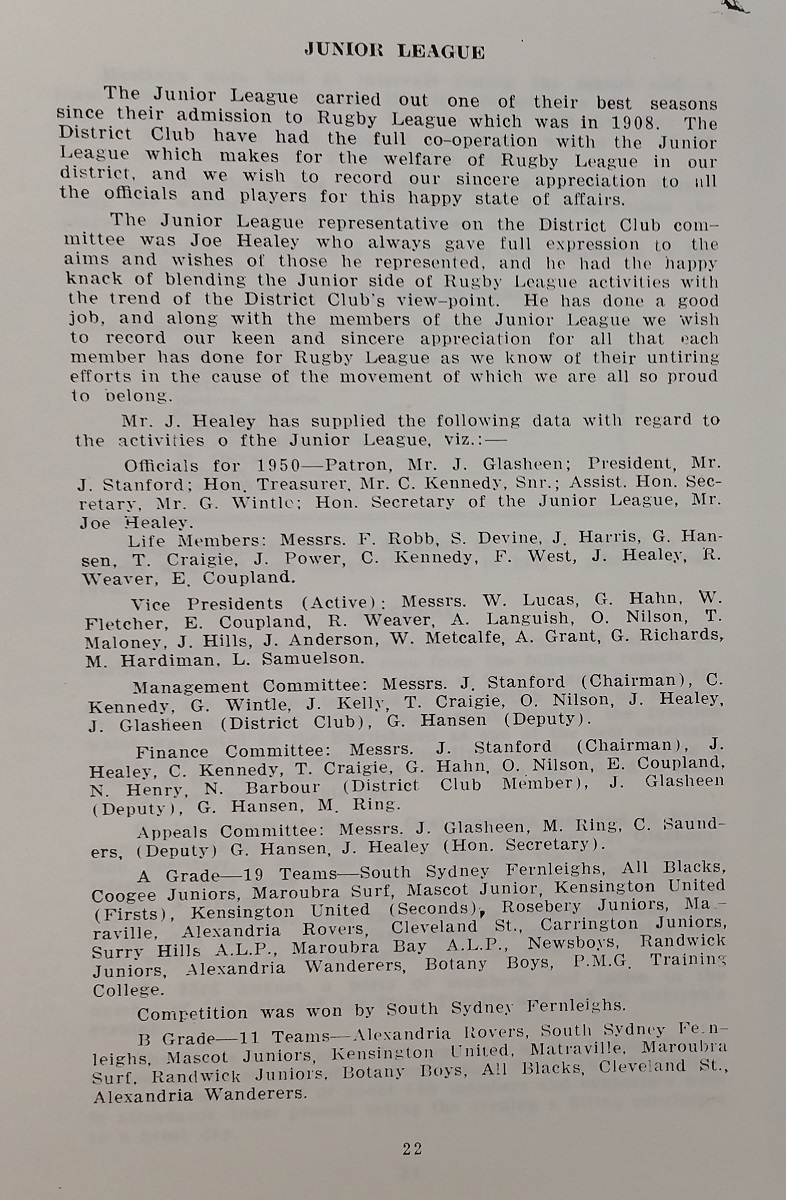 JUNIOR LEAGUE
The Junior League carried out one of their best seasons
since their admission to Rugby League which was in 1908. The
District Club have had the full co-operation with the Junior
League which makes for the welfare of Rugby League in our
district, and we wish to record our sincere appreciation to all
the officials and players for this happy state of affairs.
The Junior League representative on the District Club com-
mittee was Joe Healey who always gave full expression to the
aims and wishes of those he represented, and he had the happy
knack of blending the Junior side of Rugby League activities with
the trend of the District Club's view-point. He has done a good
job, and along with the members of the Junior League we wish
to record our keen and sincere appreciation for all that each
member has done for Rugby League as we know of their untiring
efforts in the cause of the movement of which we are all so proud
to belong.
Mr. J. Healey has supplied the following data with regard to
the activities o fthe Junior League, viz.:—
Officials for 1950—Patron, Mr. J. Glasheen; President, Mr.
J. Stanford; Hon. Treasurer, Mr. C. Kennedy, Snr.; Assist. Hon. Sec-
retary, Mr. G. Wintle; Hon. Secretary of the Junior League, Mr.
Joe Healey.
Life Members: Messrs. F. Robb, S. Devine, J. Harris, G. Han-
sen, T. Craigie, J. Power, C. Kennedy, F. West, J. Healey, R.
Weaver, E. Coupland.
Vice Presidents (Active): Messrs. W. Lucas, G. Hahn, W.
Fletcher, E. Coupland, R. Weaver, A. Languish, O. Nilson, T.
Maloney, J. Hills, J. Anderson, W. Metcalfe, A. Grant, G. Richards,
M. Hardiman, L. Samuelson.
Management Committee: Messrs. J. Stanford (Chairman), C.
Kennedy, G. Wintle, J. Kelly, T. Craigie, O. Nilson, J. Healey,
J. Glasheen (District Club), G. Hansen (Deputy).
Finance Committee: Messrs. J. Stanford (Chairman), J.
Healey, C. Kennedy, T. Craigie, G. Hahn, O. Nilson, E. Coupland,
N. Henry, N. Barbour (District Club Member), J. Glasheen
(Deputy), G. Hansen, M. Ring.
Appeals Committee: Messrs. J. Glasheen, M. Ring, C. Saund-
ers, (Deputy) G. Hansen, J. Healey (Hon. Secretary).
A Grade—19 Teams—South Sydney Fernleighs, All Blacks,
Coogee Juniors, Maroubra Surf, Mascot Junior, Kensington United
(Firsts), Kensington United (Seconds), Rosebery Juniors, Ma-
raville, Alexandria Rovers, Cleveland St., Carrington Juniors,
Surry Hills A.L.P., Maroubra Bay A.L.P., Newsboys, Randwick
Juniors, Alexandria Wanderers, Botany Boys, P.M.G. Training
College.
Competition was won by South Sydney Fernleighs.
B Grade—11 Teams—Alexandria Rovers, South Sydney Fern-
leighs, Mascot Juniors, Kensington United, Matraville, Maroubra
Surf, Randwick Juniors, Botany Boys, All Blacks, Cleveland St.,
Alexandria Wanderers.
22